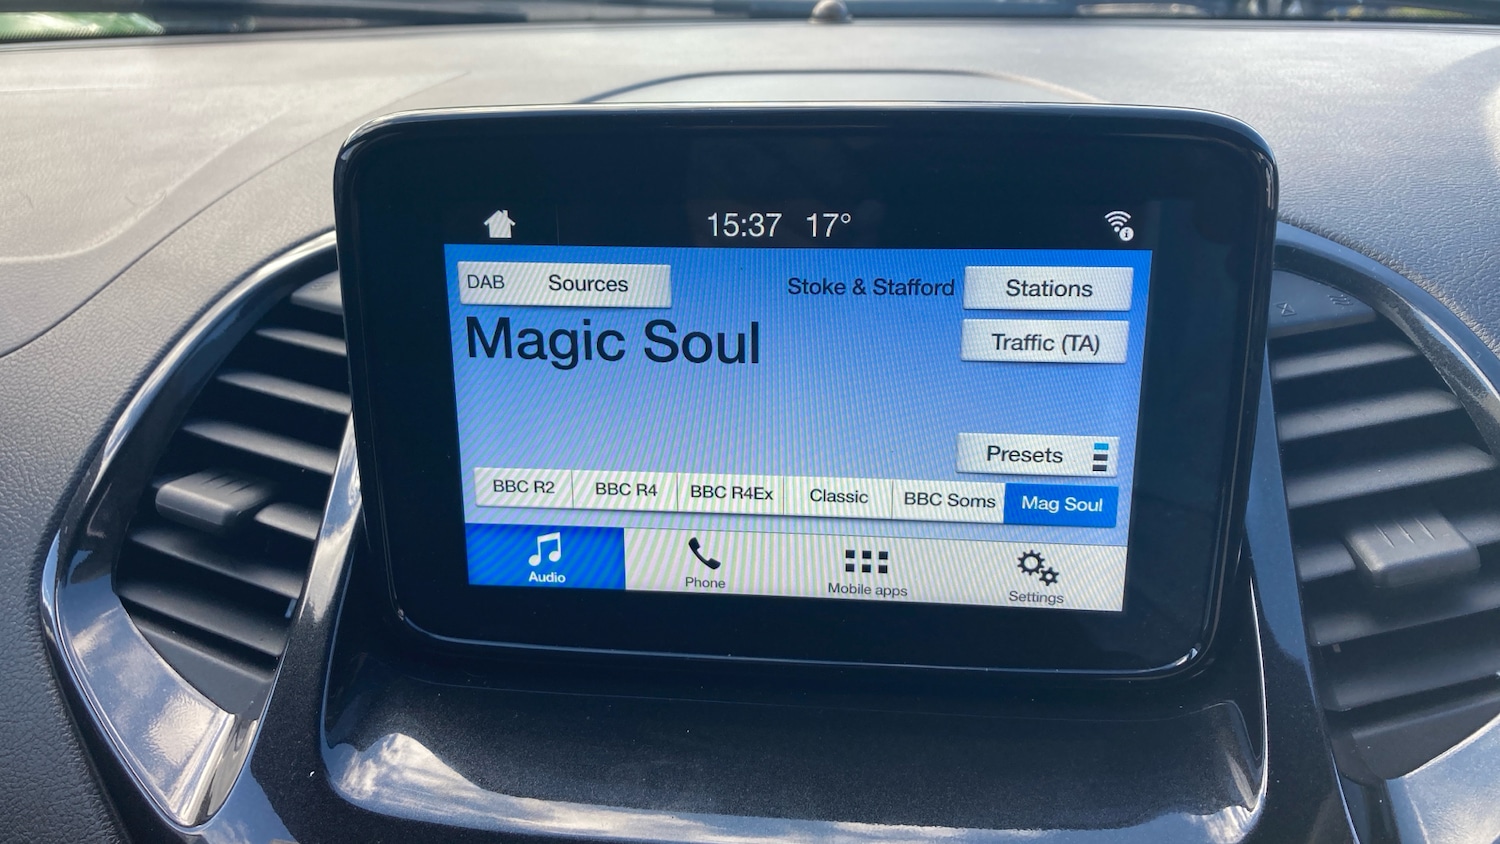 15:37 17°
DAB Sources
Stoke & Stafford
Stations
Magic Soul
Traffic (TA)
Presets
BBC R2
BBC R4
BBC R4Ex
Classic
BBC Soms
Mag Soul
Audio
Phone
Mobile apps
Settings